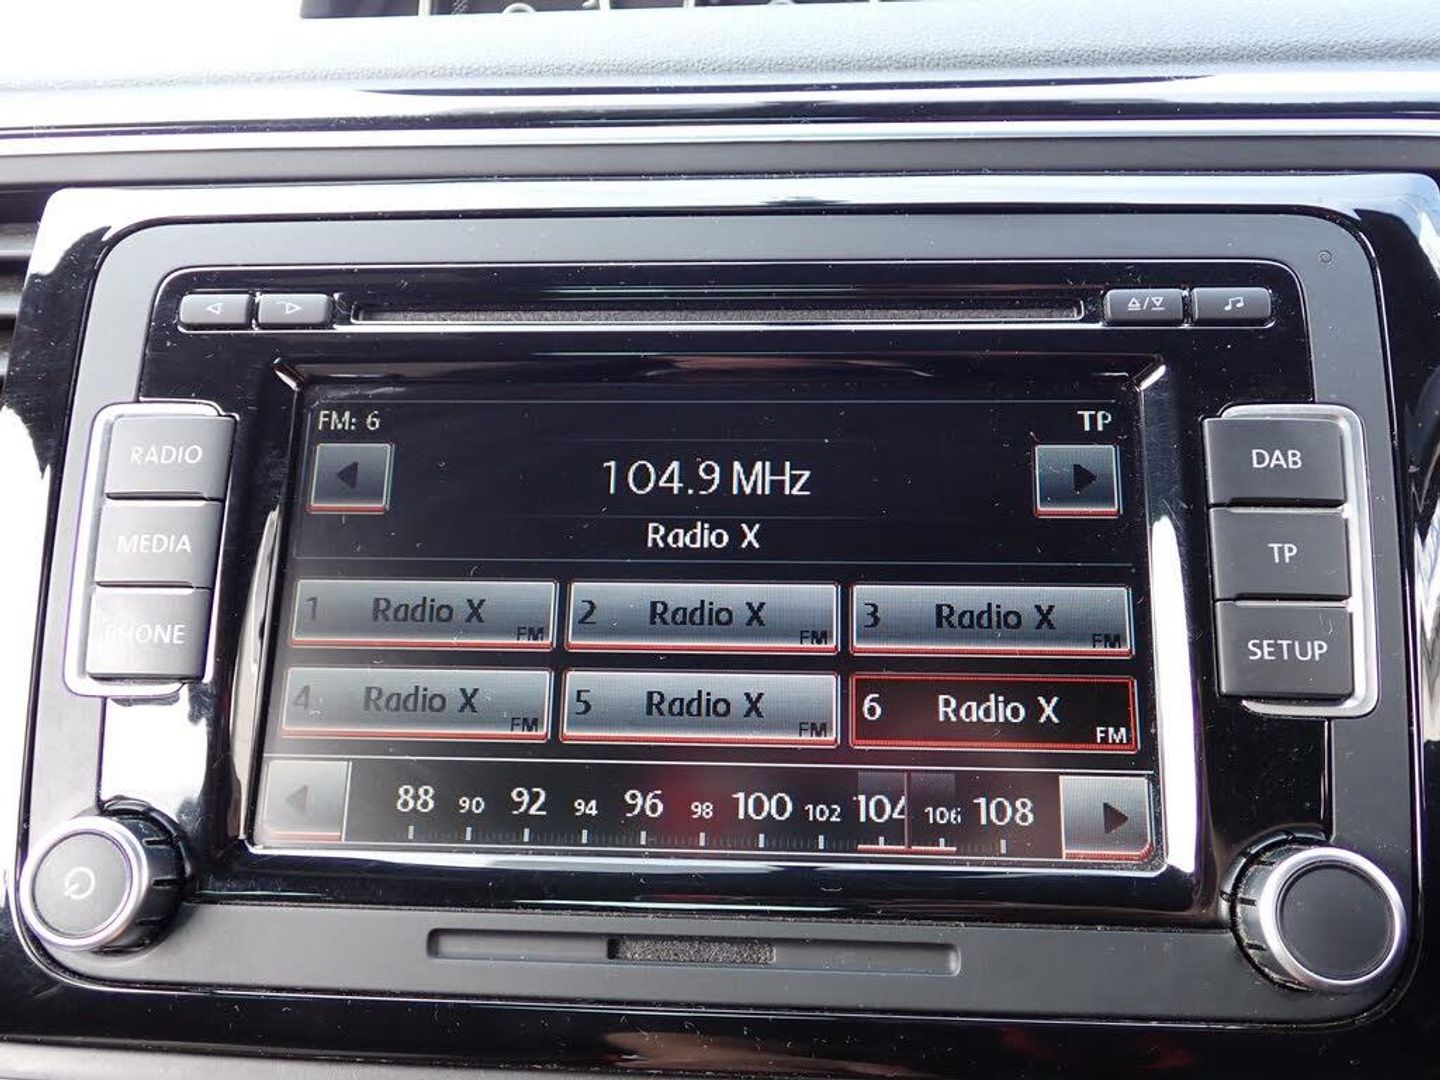 RADIO
MEDIA
PHONE
FM: 6
TP
104.9 MHz
Radio X
1 Radio X FM
2 Radio X FM
3 Radio X FM
4 Radio X FM
5 Radio X FM
6 Radio X FM
88 90 92 94 96 98 100 102 104 106 108
DAB
TP
SETUP